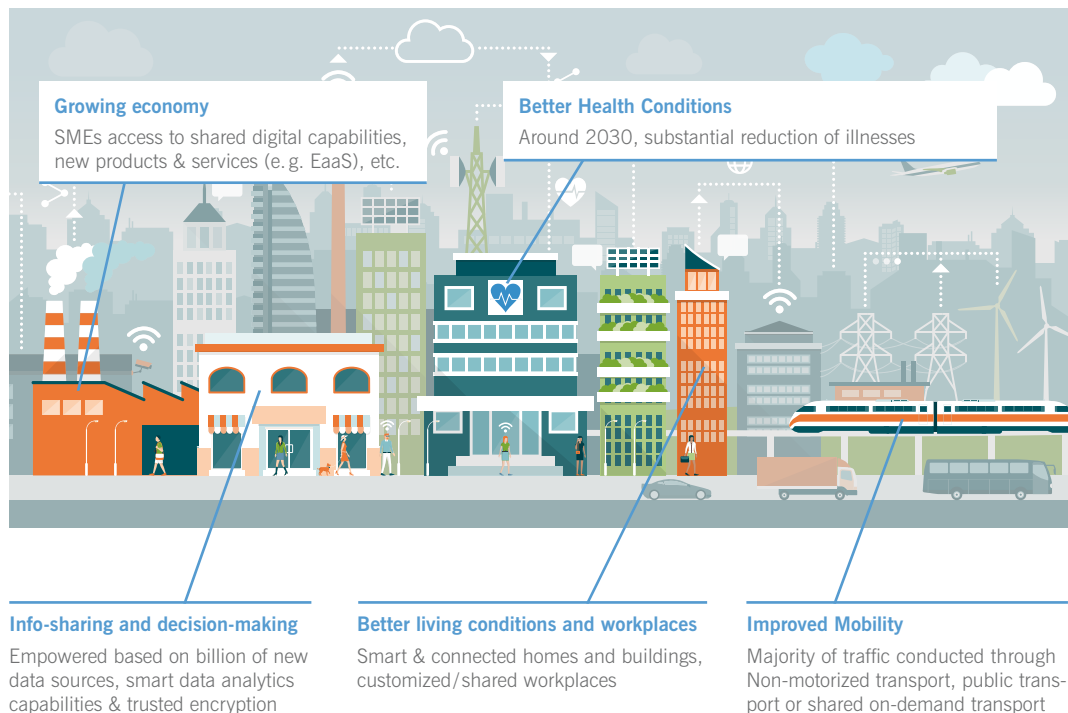 Growing economy
SMEs access to shared digital capabilities,
new products & services (e. g. EaaS), etc.
Better Health Conditions
Around 2030, substantial reduction of illnesses
Info-sharing and decision-making
Empowered based on billion of new
data sources, smart data analytics
capabilities & trusted encryption
Better living conditions and workplaces
Smart & connected homes and buildings,
customized/shared workplaces
Improved Mobility
Majority of traffic conducted through
Non-motorized transport, public trans-
port or shared on-demand transport